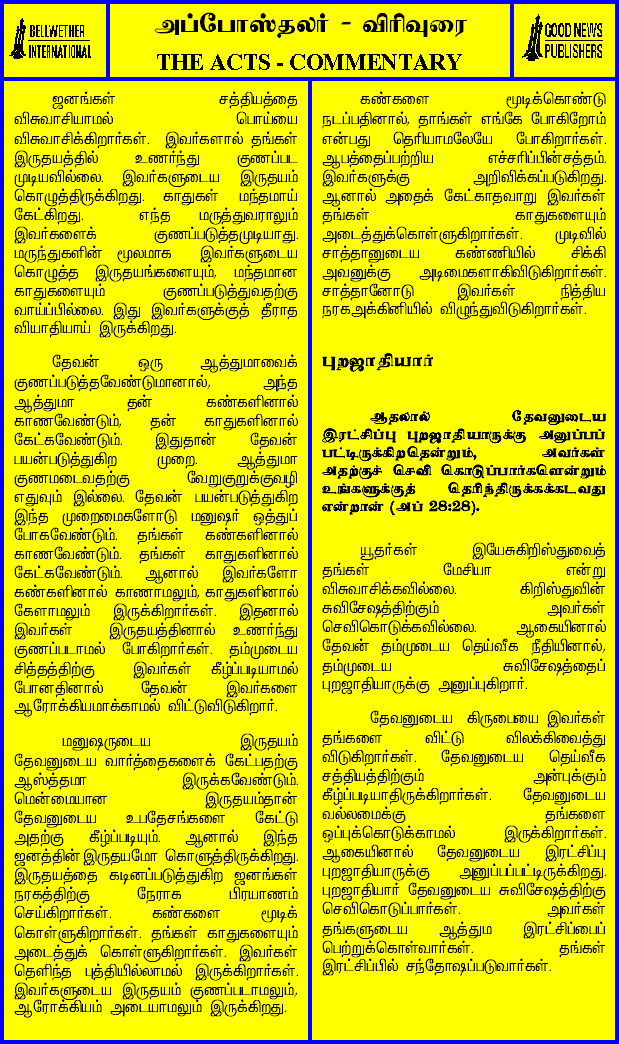 BELLWETHER
INTERNATIONAL
அப்போஸ்தலர் - விரிவுரை
THE ACTS - COMMENTARY
GOOD NEWS
PUBLISHERS
ஜனங்கள் சத்தியத்தை
விசுவாசியாமல் பொய்யை
விசுவாசிக்கிறார்கள். இவர்களால் தங்கள்
இருதயத்தில் உணர்ந்து குணப்பட
முடியவில்லை. இவர்களுடைய இருதயம்
கொழுத்திருக்கிறது. காதுகள் மந்தமாய்
கேட்கிறது. எந்த மருத்துவராலும்
இவர்களைக் குணப்படுத்தமுடியாது.
மருந்துகளின் மூலமாக இவர்களுடைய
கொழுத்த இருதயங்களையும், மந்தமான
காதுகளையும் குணப்படுத்துவதற்கு
வாய்ப்பில்லை. இது இவர்களுக்குத் தீராத
வியாதியாய் இருக்கிறது.
தேவன் ஒரு ஆத்துமாவைக்
குணப்படுத்தவேண்டுமானால், அந்த
ஆத்துமா தன் கண்களினால்
காணவேண்டும், தன் காதுகளினால்
கேட்கவேண்டும். இதுதான் தேவன்
பயன்படுத்துகிற முறை. ஆத்துமா
குணமடைவதற்கு வேறுகுறுக்குவழி
எதுவும் இல்லை. தேவன் பயன்படுத்துகிற
இந்த முறைமைகளோடு மனுஷர் ஒத்துப்
போகவேண்டும். தங்கள் கண்களினால்
காணவேண்டும். தங்கள் காதுகளினால்
கேட்கவேண்டும். ஆனால் இவர்களோ
கண்களினால் காணாமலும், காதுகளினால்
கேளாமலும் இருக்கிறார்கள். இதனால்
இவர்கள் இருதயத்தினால் உணர்ந்து
குணப்படாமல் போகிறார்கள். தம்முடைய
சித்தத்திற்கு இவர்கள் கீழ்ப்படியாமல்
போனதினால் தேவன் இவர்களை
ஆரோக்கியமாக்காமல் விட்டுவிடுகிறார்.
மனுஷருடைய இருதயம்
தேவனுடைய வார்த்தைகளைக் கேட்பதற்கு
ஆஸ்த்தமா இருக்கவேண்டும்.
மென்மையான இருதயம்தான்
தேவனுடைய உபதேசங்களை கேட்டு
அதற்கு கீழ்ப்படியும். ஆனால் இந்த
ஜனத்தின் இருதயமோ கொளுத்திருக்கிறது.
இருதயத்தை கடினப்படுத்துகிற ஜனங்கள்
நரகத்திற்கு நேராக பிரயாணம்
செய்கிறார்கள். கண்களை மூடிக்
கொள்ளுகிறார்கள். தங்கள் காதுகளையும்
அடைத்துக் கொள்ளுகிறார்கள். இவர்கள்
தெளிந்த புத்தியில்லாமல் இருக்கிறார்கள்.
இவர்களுடைய இருதயம் குணப்படாமலும்,
ஆரோக்கியம் அடையாமலும் இருக்கிறது.
கண்களை மூடிக்கொண்டு
நடப்பதினால், தாங்கள் எங்கே போகிறோம்
என்பது தெரியாமலேயே போகிறார்கள்.
ஆபத்தைப்பற்றிய எச்சரிப்பின்சத்தம்.
இவர்களுக்கு அறிவிக்கப்படுகிறது.
ஆனால் அதைக் கேட்காதவாறு இவர்கள்
தங்கள் காதுகளையும்
அடைத்துக்கொள்ளுகிறார்கள். முடிவில்
சாத்தானுடைய கண்ணியில் சிக்கி
அவனுக்கு அடிமைகளாகிவிடுகிறார்கள்.
சாத்தானோடு இவர்கள் நித்திய
நரகஅக்கினியில் விழுந்துவிடுகிறார்கள்.
புறஜாதியார்
ஆதலால் தேவனுடைய
இரட்சிப்பு புறஜாதியாருக்கு அனுப்பப்
பட்டிருக்கிறதென்றும், அவர்கள்
அதற்குச் செவி கொடுப்பார்களென்றும்
உங்களுக்குத் தெரிந்திருக்கக்கடவது
என்றான் (அப் 28:28).
யூதர்கள் இயேசுகிறிஸ்துவைத்
தங்கள் மேசியா என்று
விசுவாசிக்கவில்லை. கிறிஸ்துவின்
சுவிசேஷத்திற்கும் அவர்கள்
செவிகொடுக்கவில்லை. ஆகையினால்
தேவன் தம்முடைய தெய்வீக நீதியினால்,
தம்முடைய சுவிசேஷத்தைப்
புறஜாதியாருக்கு அனுப்புகிறார்.
தேவனுடைய கிருபையை இவர்கள்
தங்களை விட்டு விலக்கிவைத்து
விடுகிறார்கள். தேவனுடைய தெய்வீக
சத்தியத்திற்கும் அன்புக்கும்
கீழ்ப்படியாதிருக்கிறார்கள். தேவனுடைய
வல்லமைக்கு தங்களை
ஒப்புக்கொடுக்காமல் இருக்கிறார்கள்.
ஆகையினால் தேவனுடைய இரட்சிப்பு
புறஜாதியாருக்கு அனுப்பப்பட்டிருக்கிறது.
புறஜாதியார் தேவனுடைய சுவிசேஷத்திற்கு
செவிகொடுப்பார்கள். அவர்கள்
தங்களுடைய ஆத்தும இரட்சிப்பைப்
பெற்றுக்கொள்வார்கள். தங்கள்
இரட்சிப்பில் சந்தோஷப்படுவார்கள்.